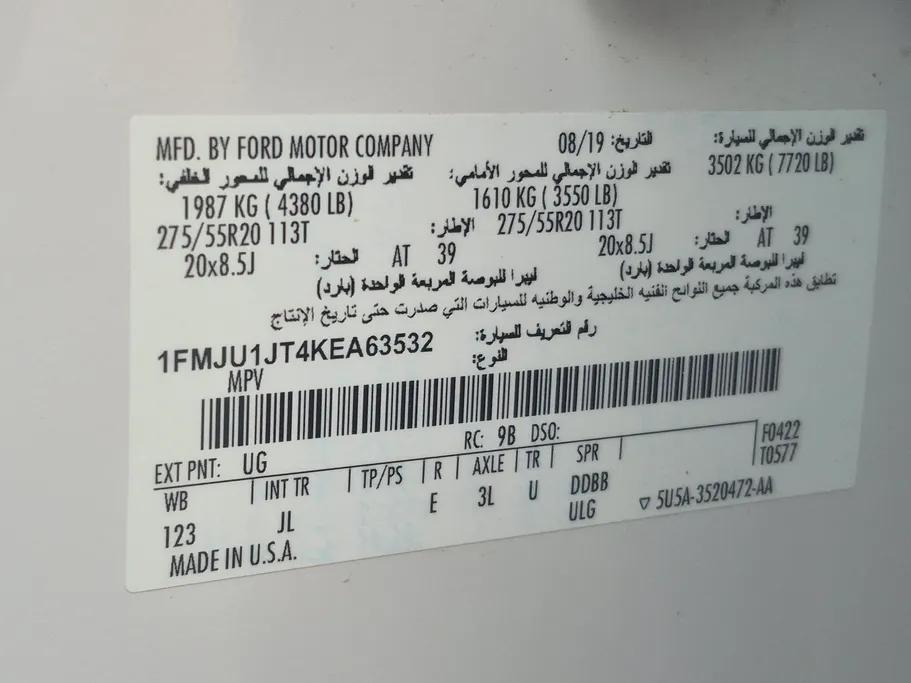 MFD. BY FORD MOTOR COMPANY 08/19 التاريخ: تقدير الوزن الإجمالي للسيارة:
تقدير الوزن الإجمالي للمحور الخلفي: تقدير الوزن الإجمالي للمحور الأمامي: 3502 KG ( 7720 LB)
1987 KG ( 4380 LB) 1610 KG ( 3550 LB)
275/55R20 113T الإطار: 275/55R20 113T الإطار:
20x8.5J الحتار: AT 39 20x8.5J الحتار: AT 39
ليبرا للبوصة المربعة الواحدة (بارد) ليبرا للبوصة المربعة الواحدة (بارد)
تطابق هذه المركبة جميع اللوائح الفنيه الخليجية والوطنيه للسيارات التي صدرت حتى تاريخ الإنتاج
1FMJU1JT4KEA63532 رقم التعريف للسيارة:
MPV النوع:
EXT PNT: UG RC: 9B DSO: F0422
WB INT TR TP/PS R AXLE TR SPR T0577
123 JL E 3L U DDBB
ULG ▽ 5U5A-3520472-AA
MADE IN U.S.A.